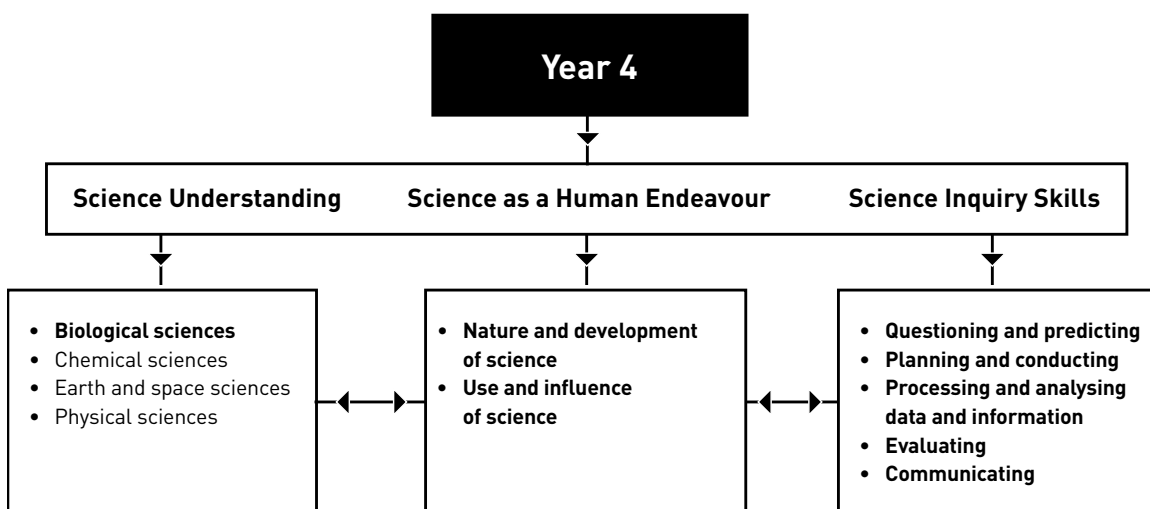 Year 4
Science Understanding
Science as a Human Endeavour
Science Inquiry Skills
• Biological sciences
• Chemical sciences
• Earth and space sciences
• Physical sciences
• Nature and development
of science
• Use and influence
of science
• Questioning and predicting
• Planning and conducting
• Processing and analysing
data and information
• Evaluating
• Communicating